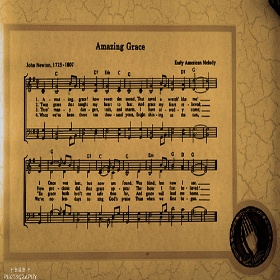 Amazing Grace
John Newton, 1725-1807
Early American Melody
G D7 Em C G D7 G
1. A - maz - ing grace! how sweet the sound, That saved a wretch like me!
2. 'Twas grace that taught my heart to fear, And grace my fears re - lieved;
3. Thro' man - y dan - gers, toils, and snares, I have al - read - y come;
4. When we've been there ten thou - sand years, Bright shin - ing as the sun,
G C G Em G D7 G
I once was lost, but now am found, Was blind, but now I see.
How pre - cious did that grace ap - pear The hour I first be - lieved!
'Tis grace hath bro't me safe thus far, And grace will lead me home.
We've no less days to sing God's praise Than when we first be - gun.
PHOTOGRAPHY